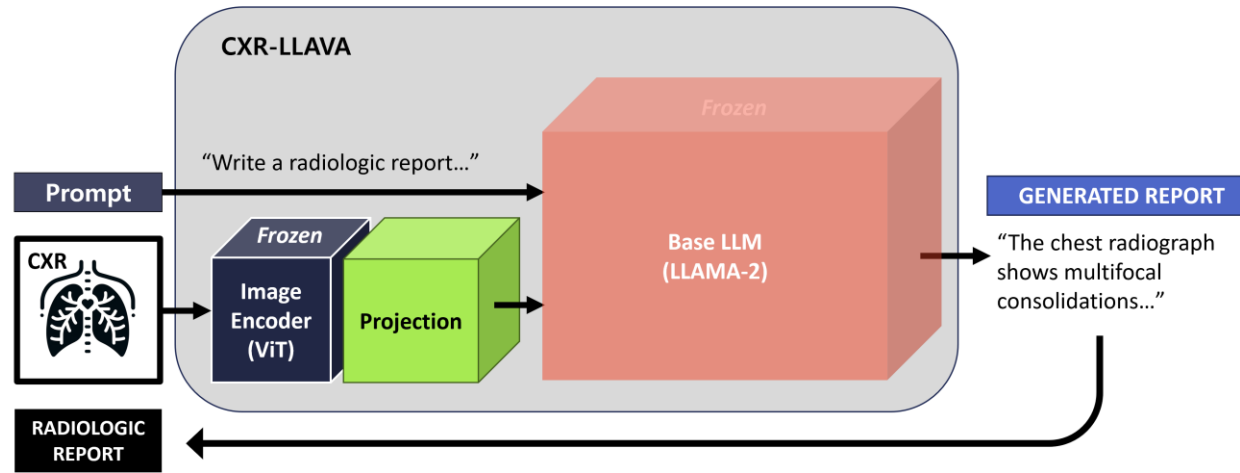 CXR-LLAVA
Frozen
“Write a radiologic report…”
Prompt
GENERATED REPORT
Frozen
Base LLM
(LLAMA-2)
“The chest radiograph
shows multifocal
consolidations…”
CXR
Image
Encoder
(ViT)
Projection
RADIOLOGIC
REPORT